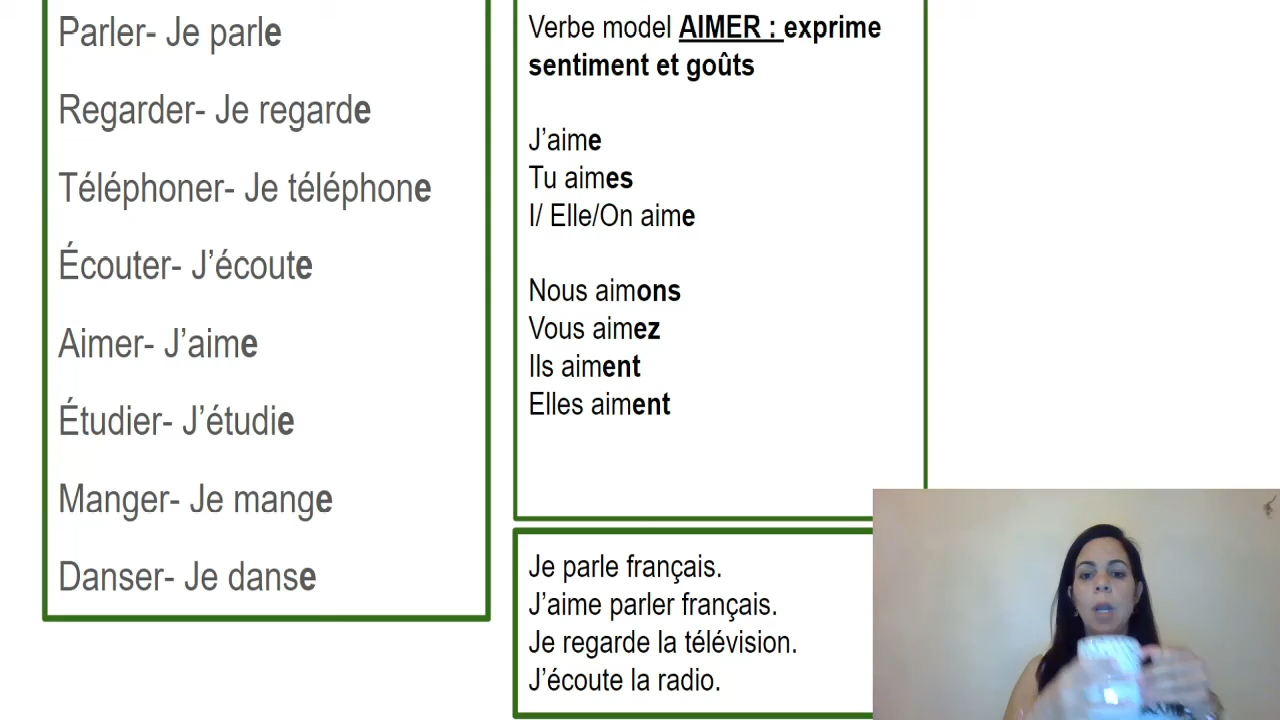 Parler- Je parle
Regarder- Je regarde
Téléphoner- Je téléphone
Écouter- J'écoute
Aimer- J'aime
Étudier- J'étudie
Manger- Je mange
Danser- Je danse
Verbe model AIMER : exprime
sentiment et goûts
J'aime
Tu aimes
I/ Elle/On aime
Nous aimons
Vous aimez
Ils aiment
Elles aiment
Je parle français.
J'aime parler français.
Je regarde la télévision.
J'écoute la radio.